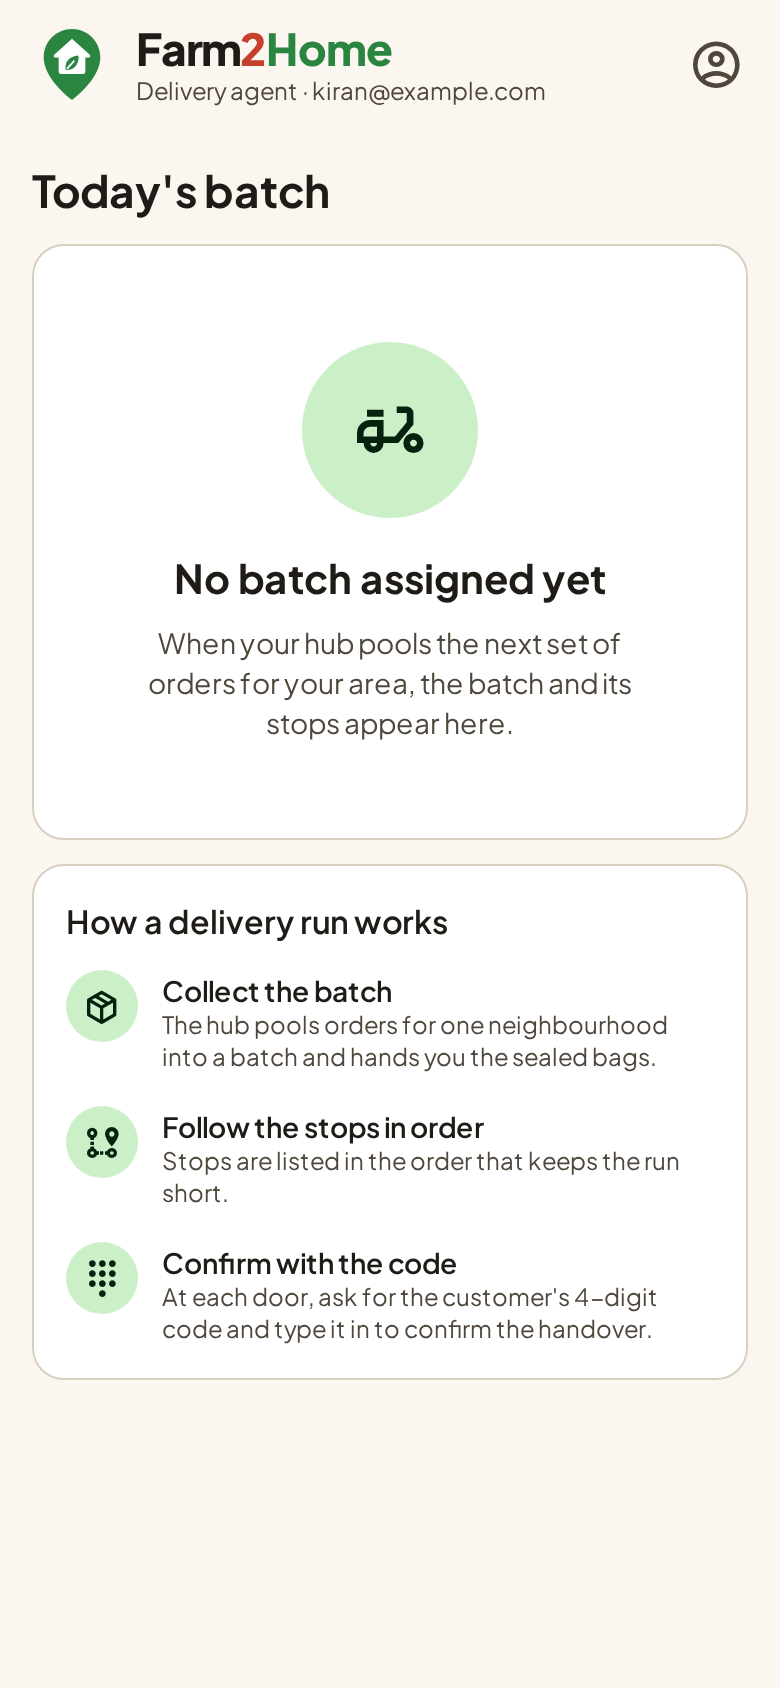 Farm2Home
Delivery agent · kiran@example.com
Today's batch
No batch assigned yet
When your hub pools the next set of
orders for your area, the batch and its
stops appear here.
How a delivery run works
Collect the batch
The hub pools orders for one neighbourhood
into a batch and hands you the sealed bags.
Follow the stops in order
Stops are listed in the order that keeps the run
short.
Confirm with the code
At each door, ask for the customer's 4–digit
code and type it in to confirm the handover.